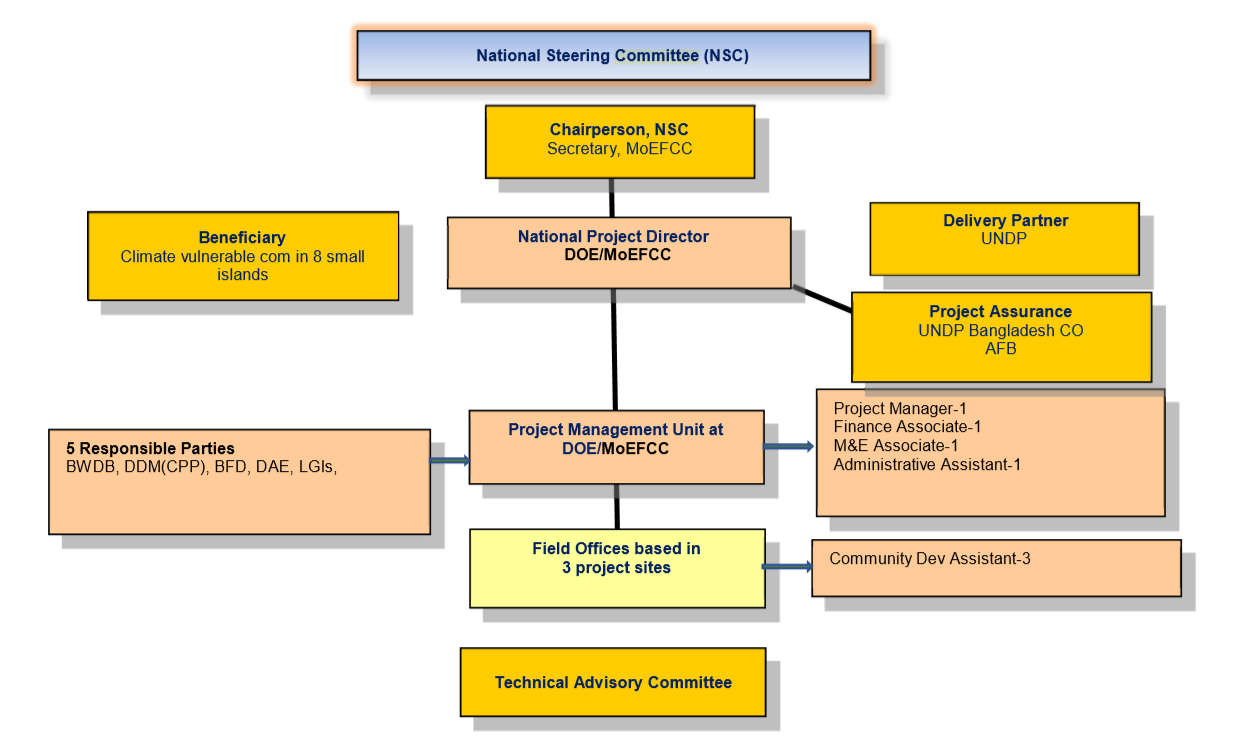 National Steering Committee (NSC)
Chairperson, NSC
Secretary, MoEFCC
Beneficiary
Climate vulnerable com in 8 small
islands
National Project Director
DOE/MoEFCC
Delivery Partner
UNDP
Project Assurance
UNDP Bangladesh CO
AFB
5 Responsible Parties
BWDB, DDM(CPP), BFD, DAE, LGIs,
Project Management Unit at
DOE/MoEFCC
Project Manager-1
Finance Associate-1
M&E Associate-1
Administrative Assistant-1
Field Offices based in
3 project sites
Community Dev Assistant-3
Technical Advisory Committee